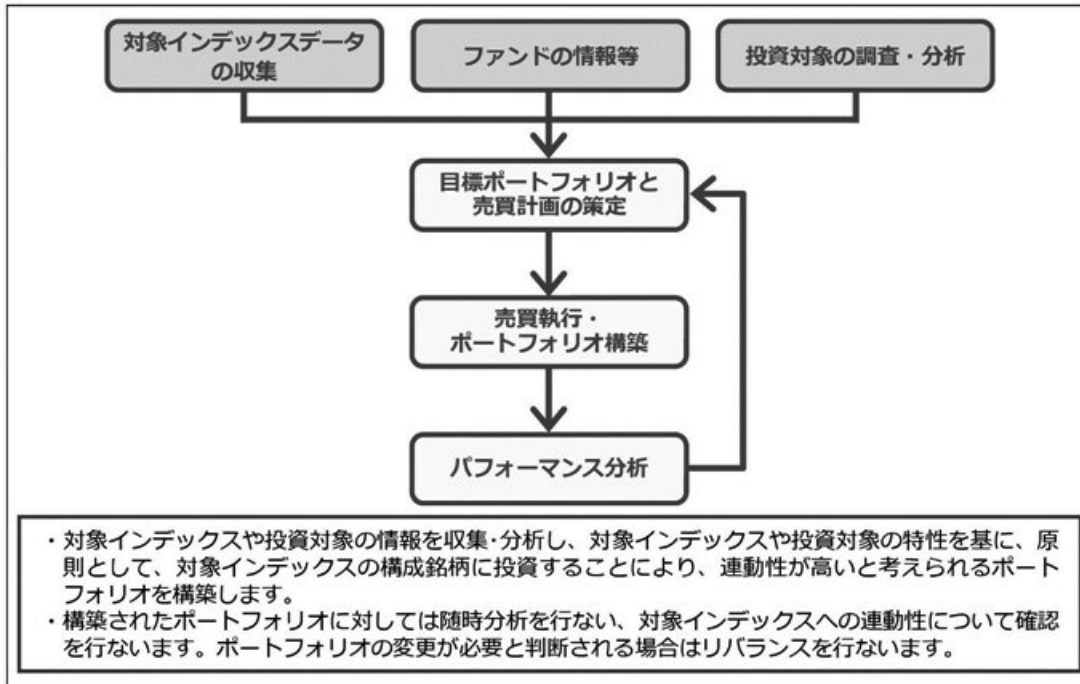 対象インデックスデータ
の収集
ファンドの情報等
投資対象の調査・分析
目標ポートフォリオと
売買計画の策定
売買執行・
ポートフォリオ構築
パフォーマンス分析
・対象インデックスや投資対象の情報を収集・分析し、対象インデックスや投資対象の特性を基に、原
則として、対象インデックスの構成銘柄に投資することにより、連動性が高いと考えられるポート
フォリオを構築します。
・構築されたポートフォリオに対しては随時分析を行ない、対象インデックスへの連動性について確認
を行ないます。ポートフォリオの変更が必要と判断される場合はリバランスを行ないます。